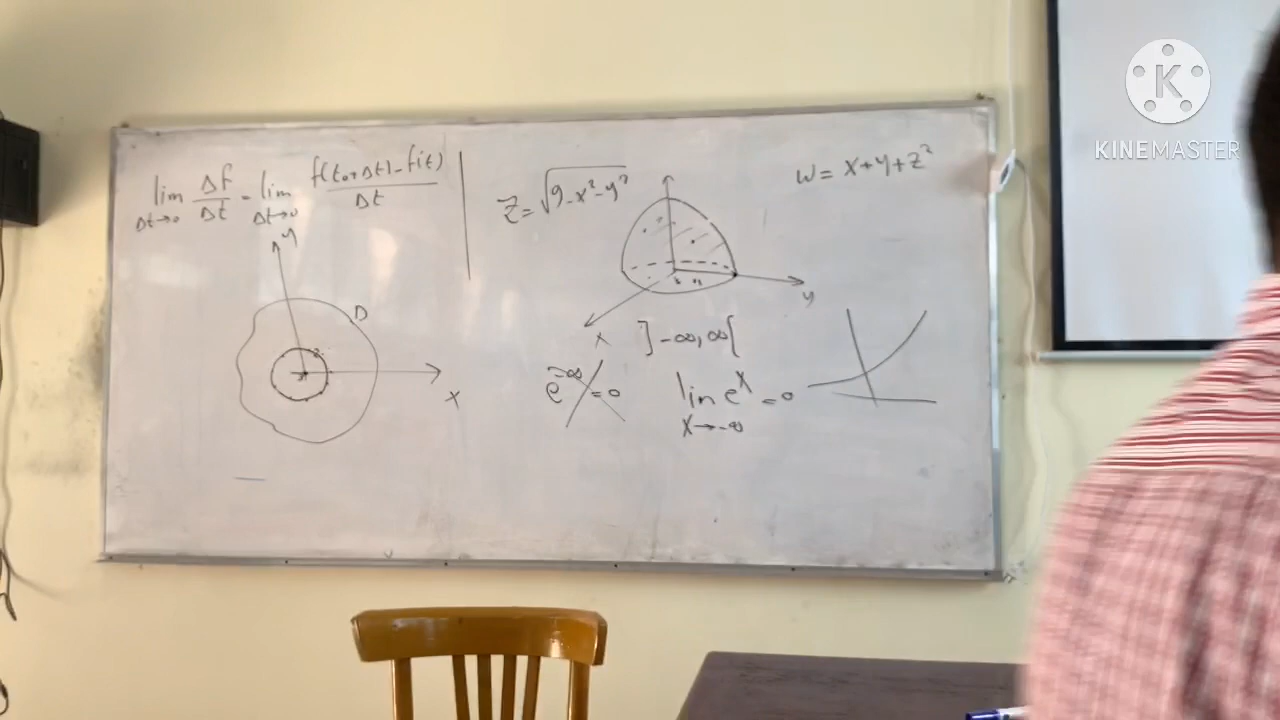 lim Δf/Δt = lim f(t₀+Δt)-f(t)/Δt
Δt→0 Δt→0
y
D
x
Z = √9-x²-y²
y
x
]-∞,∞[
e^-∞ = 0
lim e^x = 0
x→-∞
w = x+y+z²
K
KINEMASTER